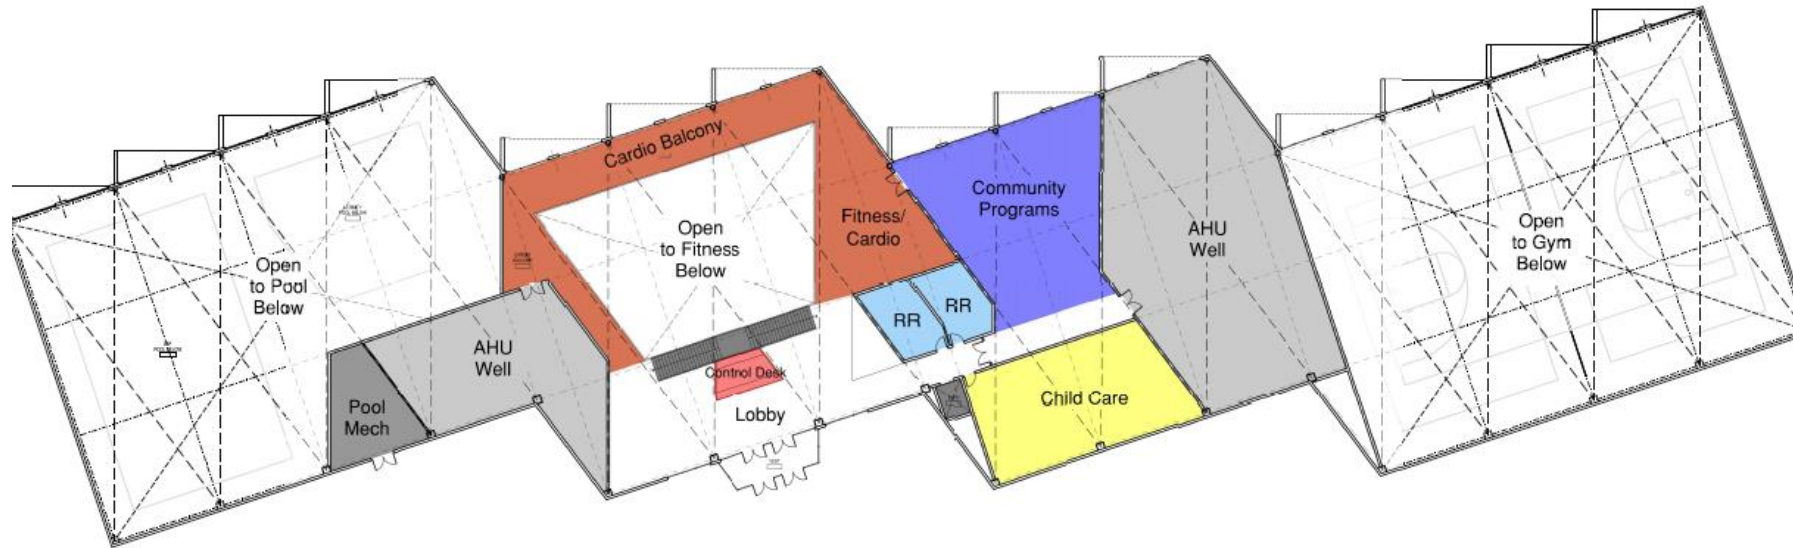 Cardio Balcony
Community
Programs
Fitness/
Cardio
Open
to Fitness
Below
AHU
Well
Open
to Gym
Below
Open
to Pool
Below
RR
RR
AHU
Well
Control Desk
Child Care
Pool
Mech
Lobby